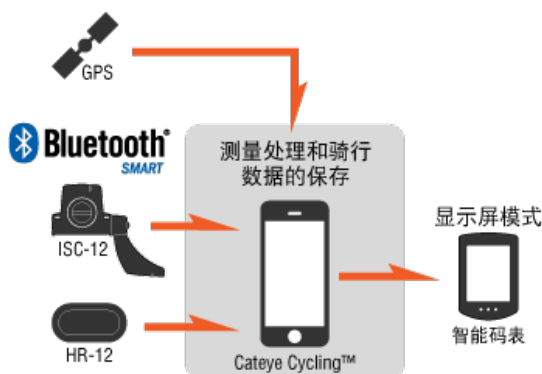 GPS
Bluetooth®
SMART
测量处理和骑行
数据的保存
ISC-12
显示屏模式
HR-12
智能码表
Cateye Cycling™